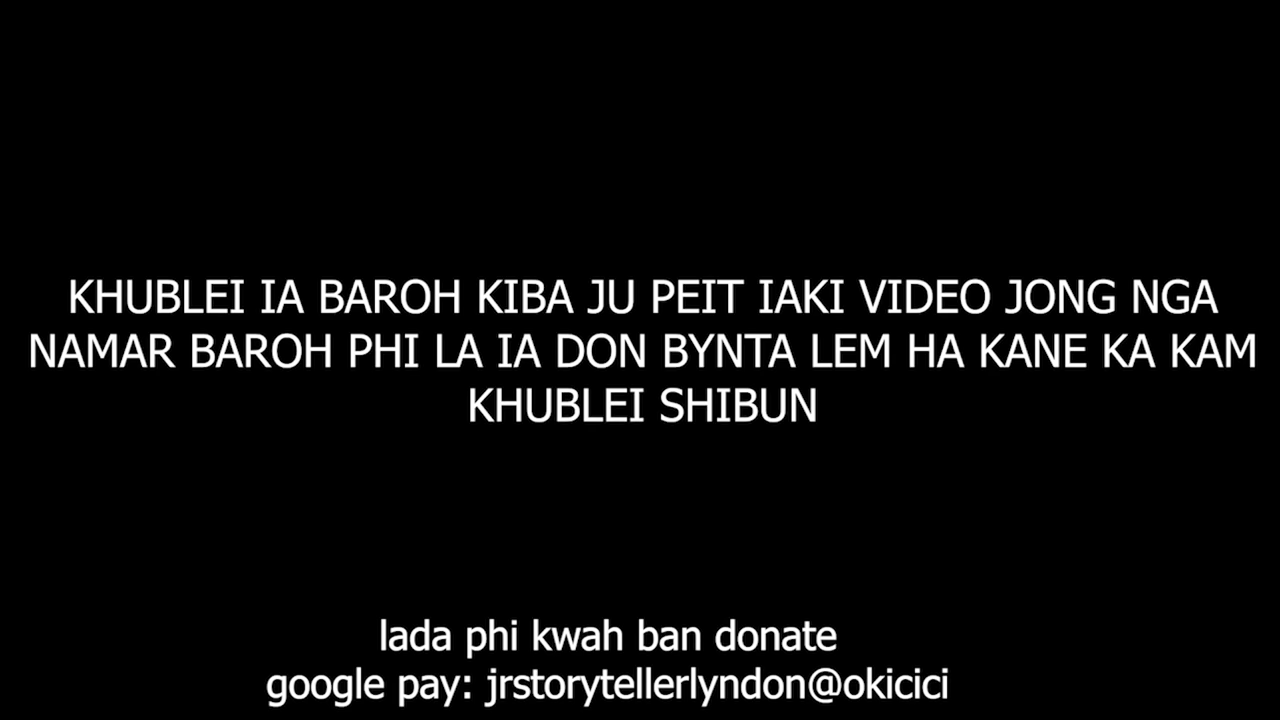 KHUBLEI IA BAROH KIBA JU PEIT IAKI VIDEO JONG NGA
NAMAR BAROH PHI LA IA DON BYNTA LEM HA KANE KA KAM
KHUBLEI SHIBUN
lada phi kwah ban donate
google pay: jrstorytellerlyndon@okicici